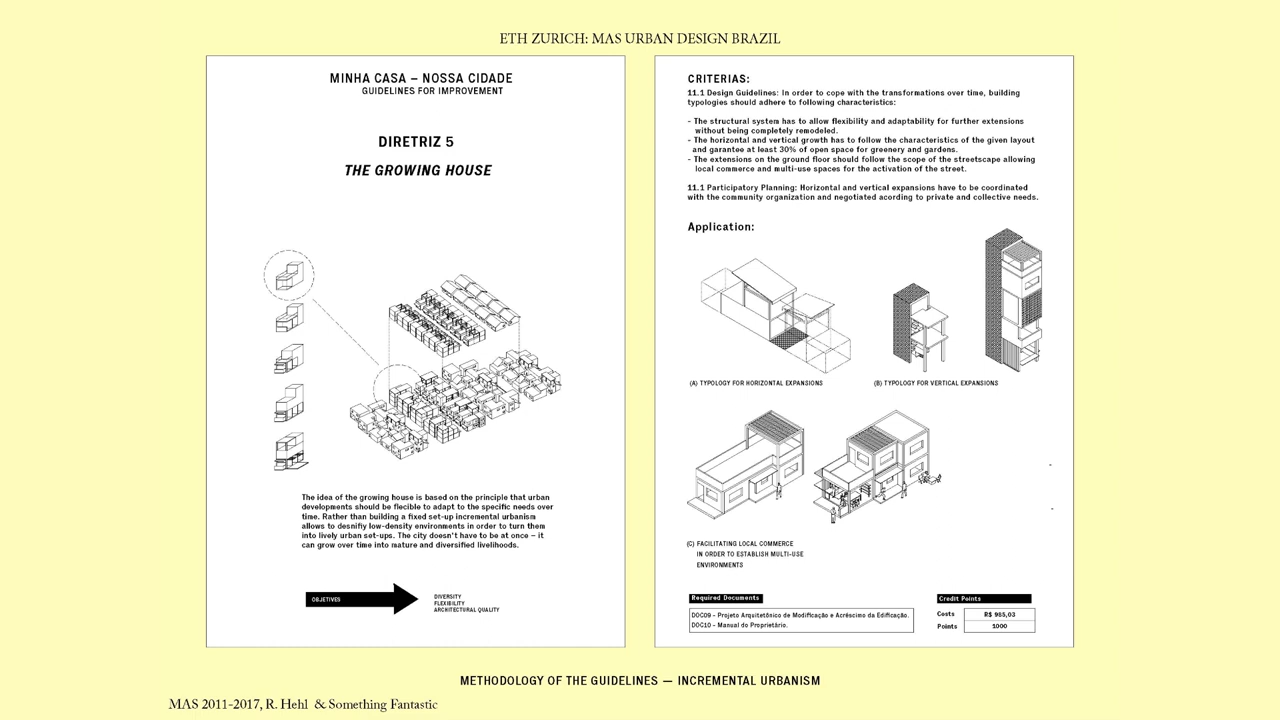 ETH ZURICH: MAS URBAN DESIGN BRAZIL
MINHA CASA – NOSSA CIDADE
GUIDELINES FOR IMPROVEMENT
DIRETRIZ 5
THE GROWING HOUSE
The idea of the growing house is based on the principle that urban
developments should be flecible to adapt to the specific needs over
time. Rather than building a fixed set-up incremental urbanism
allows to desnifiy low-density environments in order to turn them
into lively urban set-ups. The city doesn't have to be at once – it
can grow over time into mature and diversified livelihoods.
OBJETIVES
DIVERSITY
FLEXIBILITY
ARCHITECTURAL QUALITY
CRITERIAS:
11.1 Design Guidelines: In order to cope with the transformations over time, building
typologies should adhere to following characteristics:
- The structural system has to allow flexibility and adaptability for further extensions
without being completely remodeled.
- The horizontal and vertical growth has to follow the characteristics of the given layout
and garantee at least 30% of open space for greenery and gardens.
- The extensions on the ground floor should follow the scope of the streetscape allowing
local commerce and multi-use spaces for the activation of the street.
11.1 Participatory Planning: Horizontal and vertical expansions have to be coordinated
with the community organization and negotiated acording to private and collective needs.
Application:
(A) TYPOLOGY FOR HORIZONTAL EXPANSIONS
(B) TYPOLOGY FOR VERTICAL EXPANSIONS
(C) FACILITATING LOCAL COMMERCE
IN ORDER TO ESTABLISH MULTI-USE
ENVIRONMENTS
Required Documents
DOC09 - Projeto Arquitetônico de Modificação e Acréscimo da Edificação.
DOC10 - Manual do Proprietário.
Credit Points
Costs R$ 985,03
Points 1000
METHODOLOGY OF THE GUIDELINES — INCREMENTAL URBANISM
MAS 2011-2017, R. Hehl & Something Fantastic